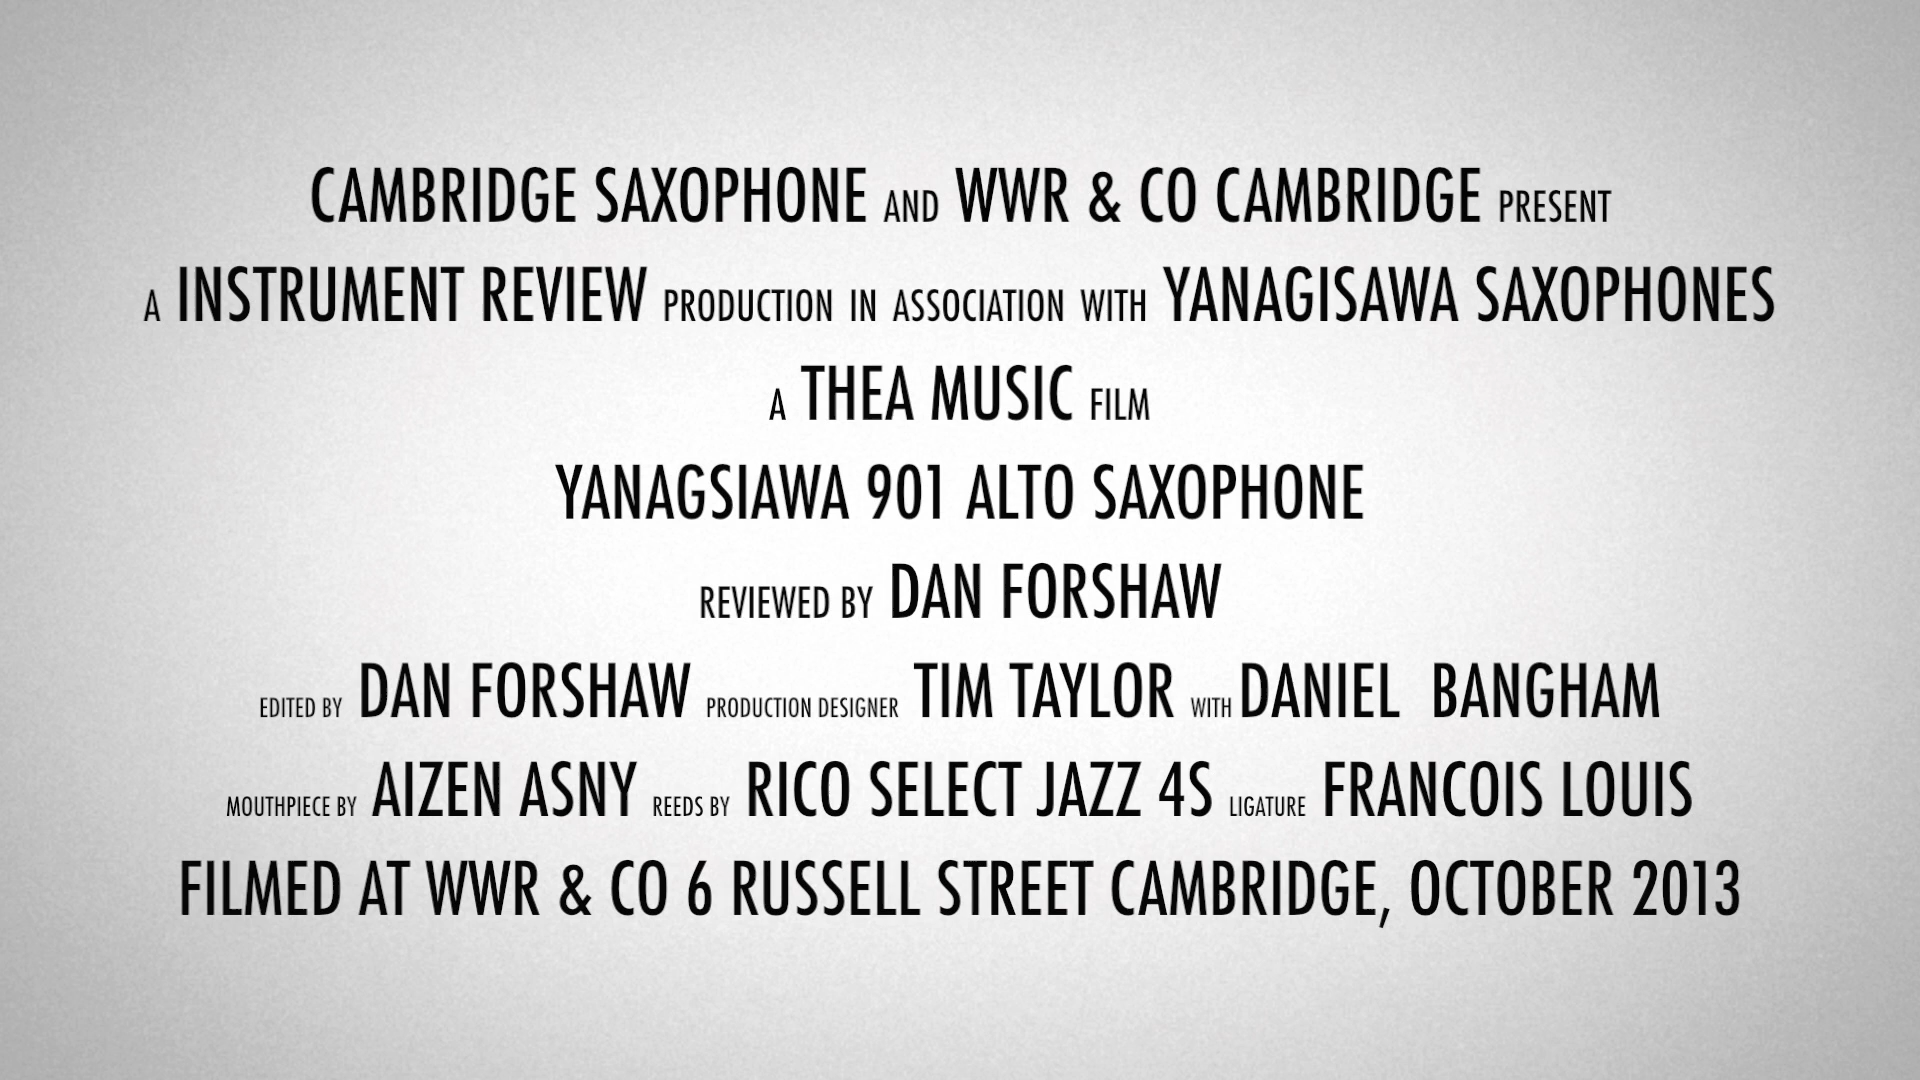 CAMBRIDGE SAXOPHONE AND WWR & CO CAMBRIDGE PRESENT
A INSTRUMENT REVIEW PRODUCTION IN ASSOCIATION WITH YANAGISAWA SAXOPHONES
A THEA MUSIC FILM
YANAGSIAWA 901 ALTO SAXOPHONE
REVIEWED BY DAN FORSHAW
EDITED BY DAN FORSHAW PRODUCTION DESIGNER TIM TAYLOR WITH DANIEL BANGHAM
MOUTHPIECE BY AIZEN ASNY REEDS BY RICO SELECT JAZZ 4S LIGATURE FRANCOIS LOUIS
FILMED AT WWR & CO 6 RUSSELL STREET CAMBRIDGE, OCTOBER 2013